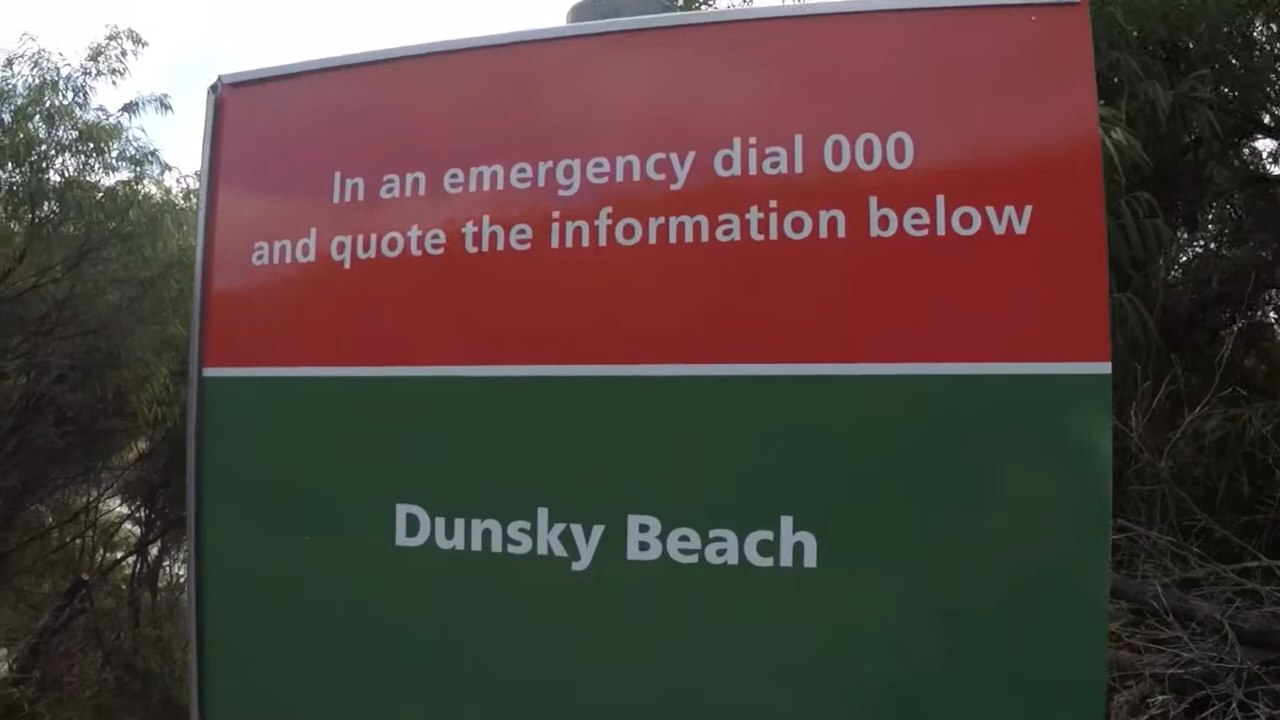 In an emergency dial 000
and quote the information below
Dunsky Beach